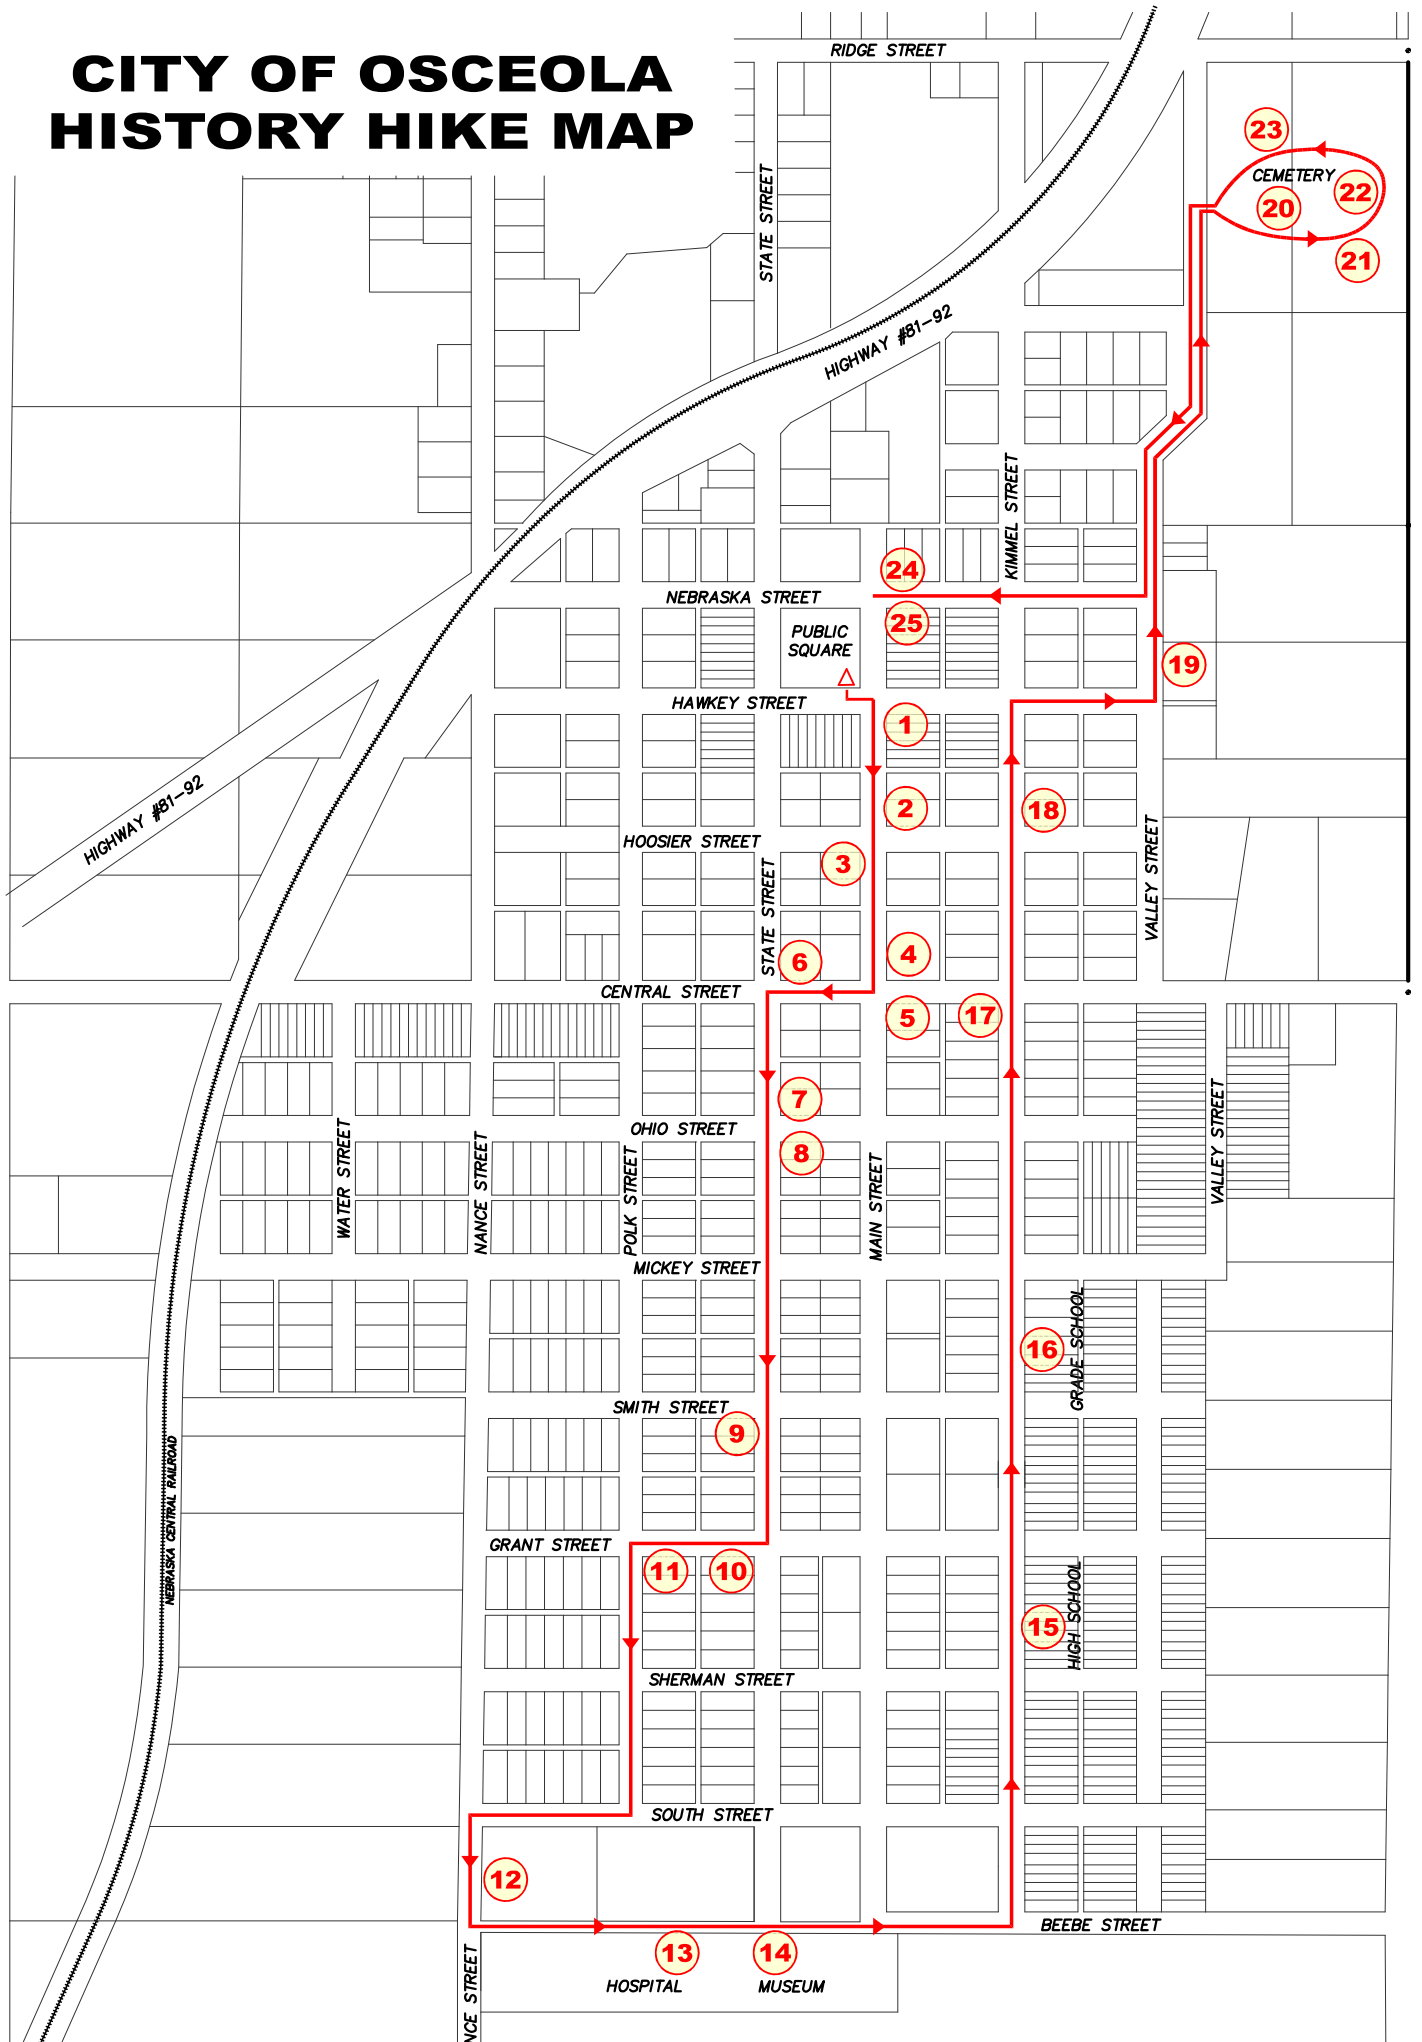 CITY OF OSCEOLA
HISTORY HIKE MAP
RIDGE STREET
STATE STREET
23
CEMETERY
22
20
21
HIGHWAY #81-92
KIMMEL STREET
24
NEBRASKA STREET
25
PUBLIC
SQUARE
19
HAWKEY STREET
1
HIGHWAY #81-92
2
18
HOOSIER STREET
3
STATE STREET
VALLEY STREET
4
6
CENTRAL STREET
5
17
7
OHIO STREET
8
WATER STREET
NANCE STREET
POLK STREET
MAIN STREET
VALLEY STREET
MICKEY STREET
16
GRADE SCHOOL
SMITH STREET
9
NEBRASKA CENTRAL RAILROAD
GRANT STREET
11
10
15
HIGH SCHOOL
SHERMAN STREET
SOUTH STREET
12
BEEBE STREET
13
14
HOSPITAL
MUSEUM
NCE STREET